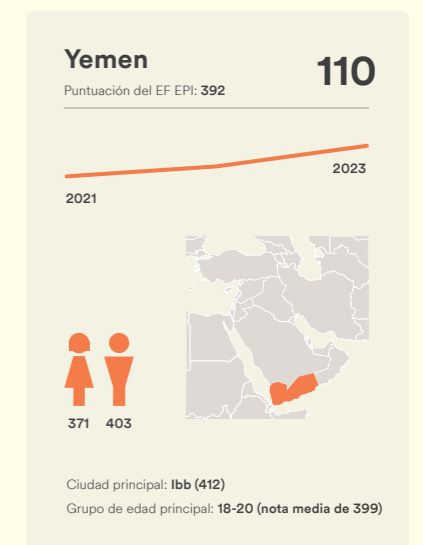 Yemen
110
Puntuación del EF EPI: 392
2023
2021
371 403
Ciudad principal: Ibb (412)
Grupo de edad principal: 18-20 (nota media de 399)